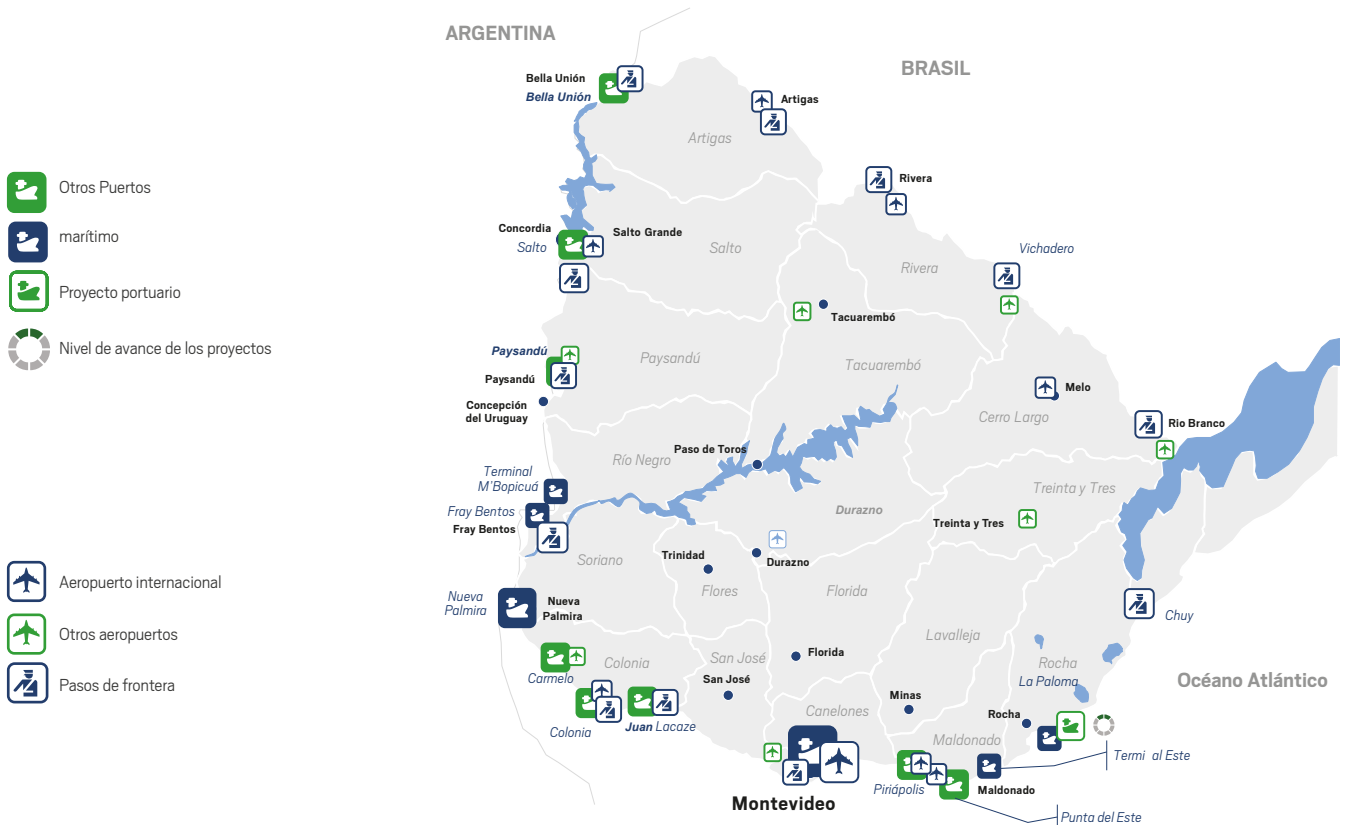 ARGENTINA
BRASIL
Bella Unión
Bella Unión
Artigas
Artigas
Otros Puertos
Rivera
marítimo
Concordia
Salto Grande
Salto
Salto
Vichadero
Rivera
Proyecto portuario
Tacuarembó
Nivel de avance de los proyectos
Paysandú
Paysandú
Tacuarembó
Paysandú
Melo
Concepción
del Uruguay
Cerro Largo
Rio Branco
Paso de Toros
Río Negro
Terminal
M'Bopicuá
Treinta y Tres
Fray Bentos
Durazno
Fray Bentos
Treinta y Tres
Trinidad
Durazno
Soriano
Aeropuerto internacional
Flores
Florida
Nueva
Palmira
Nueva
Palmira
Chuy
Otros aeropuertos
Lavalleja
Florida
San José
Colonia
Rocha
Carmelo
San José
La Paloma
Océano Atlántico
Pasos de frontera
Minas
Canelones
Rocha
Juan Lacaze
Colonia
Maldonado
Termi al Este
Piriápolis
Maldonado
Montevideo
Punta del Este